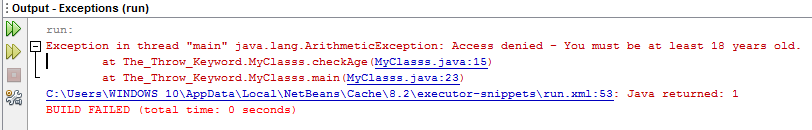 Output - Exceptions (run)
run:
Exception in thread "main" java.lang.ArithmeticException: Access denied - You must be at least 18 years old.
at The_Throw_Keyword.MyClasss.checkAge(MyClasss.java:15)
at The_Throw_Keyword.MyClasss.main(MyClasss.java:23)
C:\Users\WINDOWS 10\AppData\Local\NetBeans\Cache\8.2\executor-snippets\run.xml:53: Java returned: 1
BUILD FAILED (total time: 0 seconds)